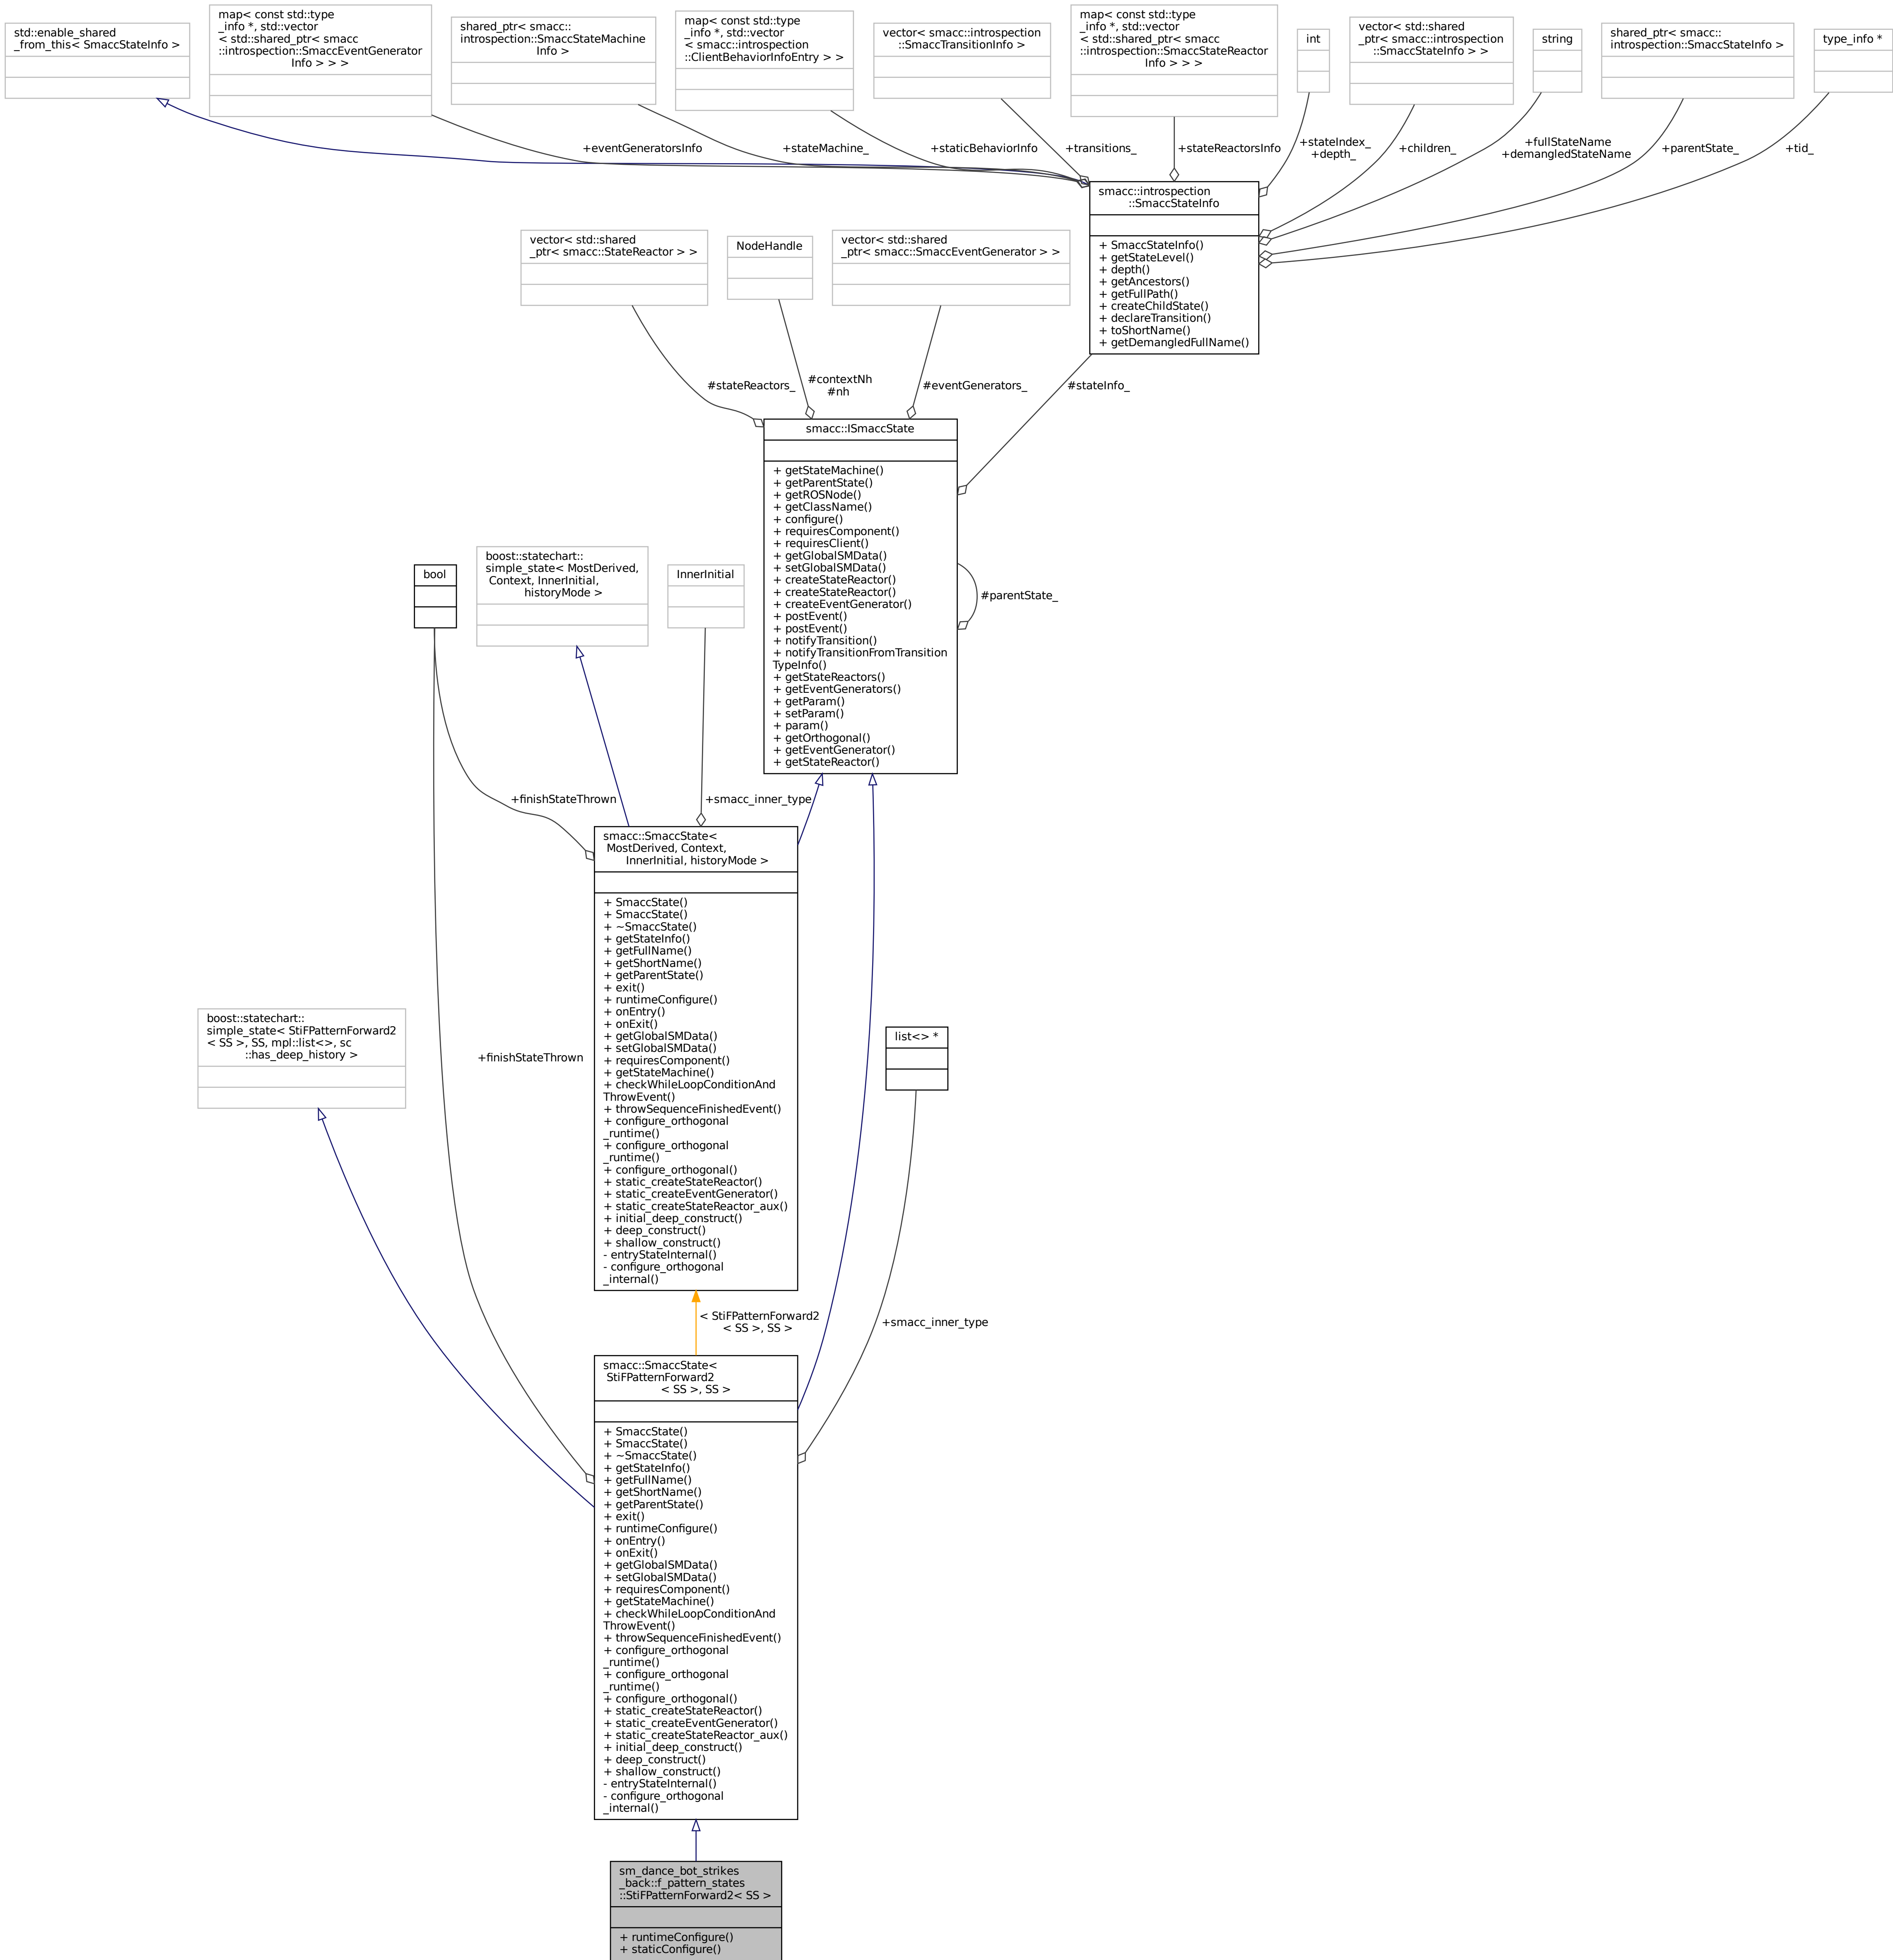 std::enable_shared
_from_this< SmaccStateInfo >
map< const std::type
_info *, std::vector
< std::shared_ptr< smacc
::introspection::SmaccEventGenerator
Info > > >
shared_ptr< smacc::
introspection::SmaccStateMachine
Info >
map< const std::type
_info *, std::vector
< smacc::introspection
::ClientBehaviorInfoEntry > >
vector< smacc::introspection
::SmaccTransitionInfo >
map< const std::type
_info *, std::vector
< std::shared_ptr< smacc
::introspection::SmaccStateReactor
Info > > >
int
vector< std::shared
_ptr< smacc::introspection
::SmaccStateInfo > >
string
shared_ptr< smacc::
introspection::SmaccStateInfo >
type_info *
+eventGeneratorsInfo
+stateMachine_
+staticBehaviorInfo
+transitions_
+stateReactorsInfo
+stateIndex_
+depth_
+children_
+fullStateName
+demangledStateName
+parentState_
+tid_
smacc::introspection
::SmaccStateInfo
+ SmaccStateInfo()
+ getStateLevel()
+ depth()
+ getAncestors()
+ getFullPath()
+ createChildState()
+ declareTransition()
+ toShortName()
+ getDemangledFullName()
vector< std::shared
_ptr< smacc::StateReactor > >
NodeHandle
vector< std::shared
_ptr< smacc::SmaccEventGenerator > >
#stateReactors_
#contextNh
#nh
#eventGenerators_
#stateInfo_
smacc::ISmaccState
+ getStateMachine()
+ getParentState()
+ getROSNode()
+ getClassName()
+ configure()
+ requiresComponent()
+ requiresClient()
+ getGlobalSMData()
+ setGlobalSMData()
+ createStateReactor()
+ createStateReactor()
+ createEventGenerator()
+ postEvent()
+ postEvent()
+ notifyTransition()
+ notifyTransitionFromTransition
TypeInfo()
+ getStateReactors()
+ getEventGenerators()
+ getParam()
+ setParam()
+ param()
+ getOrthogonal()
+ getEventGenerator()
+ getStateReactor()
#parentState_
bool
boost::statechart::
simple_state< MostDerived,
Context, InnerInitial,
historyMode >
InnerInitial
+finishStateThrown
+smacc_inner_type
smacc::SmaccState<
MostDerived, Context,
InnerInitial, historyMode >
+ SmaccState()
+ SmaccState()
+ ~SmaccState()
+ getStateInfo()
+ getFullName()
+ getShortName()
+ getParentState()
+ exit()
+ runtimeConfigure()
+ onEntry()
+ onExit()
+ getGlobalSMData()
+ setGlobalSMData()
+ requiresComponent()
+ getStateMachine()
+ checkWhileLoopConditionAnd
ThrowEvent()
+ throwSequenceFinishedEvent()
+ configure_orthogonal
_runtime()
+ configure_orthogonal
_runtime()
+ configure_orthogonal()
+ static_createStateReactor()
+ static_createEventGenerator()
+ static_createStateReactor_aux()
+ initial_deep_construct()
+ deep_construct()
+ shallow_construct()
- entryStateInternal()
- configure_orthogonal
_internal()
boost::statechart::
simple_state< StiFPatternForward2
< SS >, SS, mpl::list<>, sc
::has_deep_history >
+finishStateThrown
list<> *
< StiFPatternForward2
< SS >, SS >
+smacc_inner_type
smacc::SmaccState<
StiFPatternForward2
< SS >, SS >
+ SmaccState()
+ SmaccState()
+ ~SmaccState()
+ getStateInfo()
+ getFullName()
+ getShortName()
+ getParentState()
+ exit()
+ runtimeConfigure()
+ onEntry()
+ onExit()
+ getGlobalSMData()
+ setGlobalSMData()
+ requiresComponent()
+ getStateMachine()
+ checkWhileLoopConditionAnd
ThrowEvent()
+ throwSequenceFinishedEvent()
+ configure_orthogonal
_runtime()
+ configure_orthogonal
_runtime()
+ configure_orthogonal()
+ static_createStateReactor()
+ static_createEventGenerator()
+ static_createStateReactor_aux()
+ initial_deep_construct()
+ deep_construct()
+ shallow_construct()
- entryStateInternal()
- configure_orthogonal
_internal()
sm_dance_bot_strikes
_back::f_pattern_states
::StiFPatternForward2< SS >
+ runtimeConfigure()
+ staticConfigure()